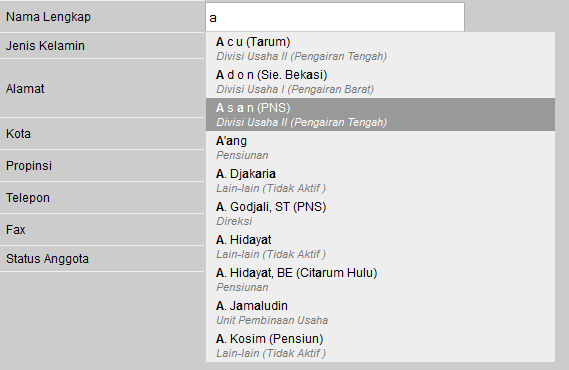 Nama Lengkap
a
Jenis Kelamin
Alamat
Kota
Propinsi
Telepon
Fax
Status Anggota
A c u (Tarum)
Divisi Usaha II (Pengairan Tengah)
A d o n (Sie. Bekasi)
Divisi Usaha I (Pengairan Barat)
A s a n (PNS)
Divisi Usaha II (Pengairan Tengah)
A'ang
Pensiunan
A. Djakaria
Lain-lain (Tidak Aktif )
A. Godjali, ST (PNS)
Direksi
A. Hidayat
Lain-lain (Tidak Aktif )
A. Hidayat, BE (Citarum Hulu)
Pensiunan
A. Jamaludin
Unit Pembinaan Usaha
A. Kosim (Pensiun)
Lain-lain (Tidak Aktif )